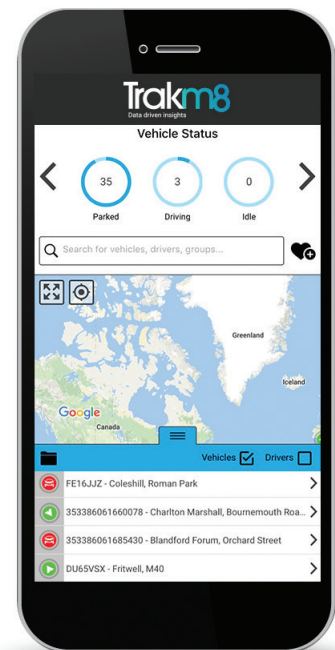 Trakm8
Data driven insights
Vehicle Status
35
3
0
Parked
Driving
Idle
Search for vehicles, drivers, groups...
Greenland
Iceland
Google
Canada
Vehicles
Drivers
FE16JJZ - Coleshill, Roman Park
353386061660078 - Charlton Marshall, Bournemouth Roa...
353386061685430 - Blandford Forum, Orchard Street
DU65VSX - Fritwell, M40